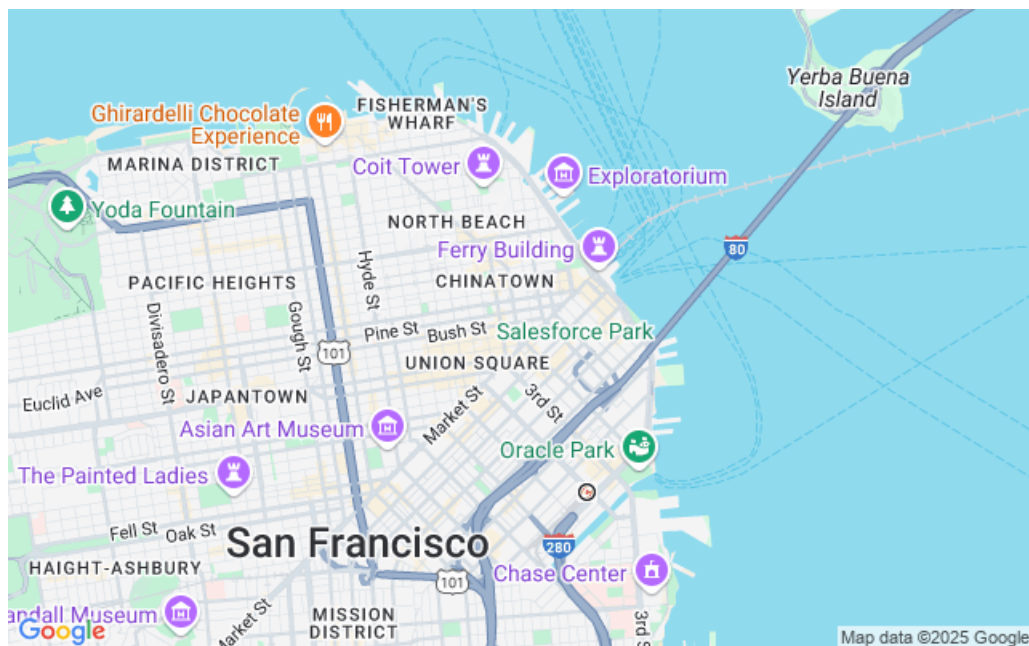 Yerba Buena
Island
FISHERMAN'S
WHARF
Ghirardelli Chocolate
Experience
MARINA DISTRICT
Coit Tower
Exploratorium
Yoda Fountain
NORTH BEACH
Ferry Building
80
PACIFIC HEIGHTS
Hyde St
CHINATOWN
Divisadero St
Gough St
Pine St
Bush St
Salesforce Park
101
UNION SQUARE
Euclid Ave
JAPANTOWN
Market St
3rd St
Asian Art Museum
Oracle Park
The Painted Ladies
Fell St
Oak St
San Francisco
280
HAIGHT-ASHBURY
101
Chase Center
andall Museum
Market St
MISSION
DISTRICT
3rd St
Google
Map data ©2025 Google